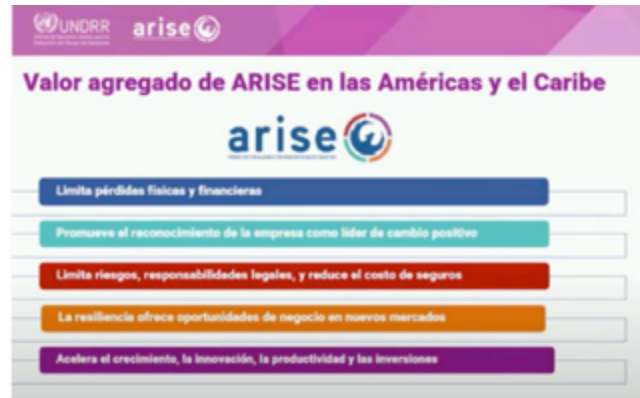 UNDRR
arise
Valor agregado de ARISE en las Américas y el Caribe
arise
Limita pérdidas físicas y financieras
Promueve el reconocimiento de la empresa como líder de cambio positivo
Limita riesgos, responsabilidades legales, y reduce el costo de seguros
La resiliencia ofrece oportunidades de negocio en nuevos mercados
Acelera el crecimiento, la innovación, la productividad y las inversiones